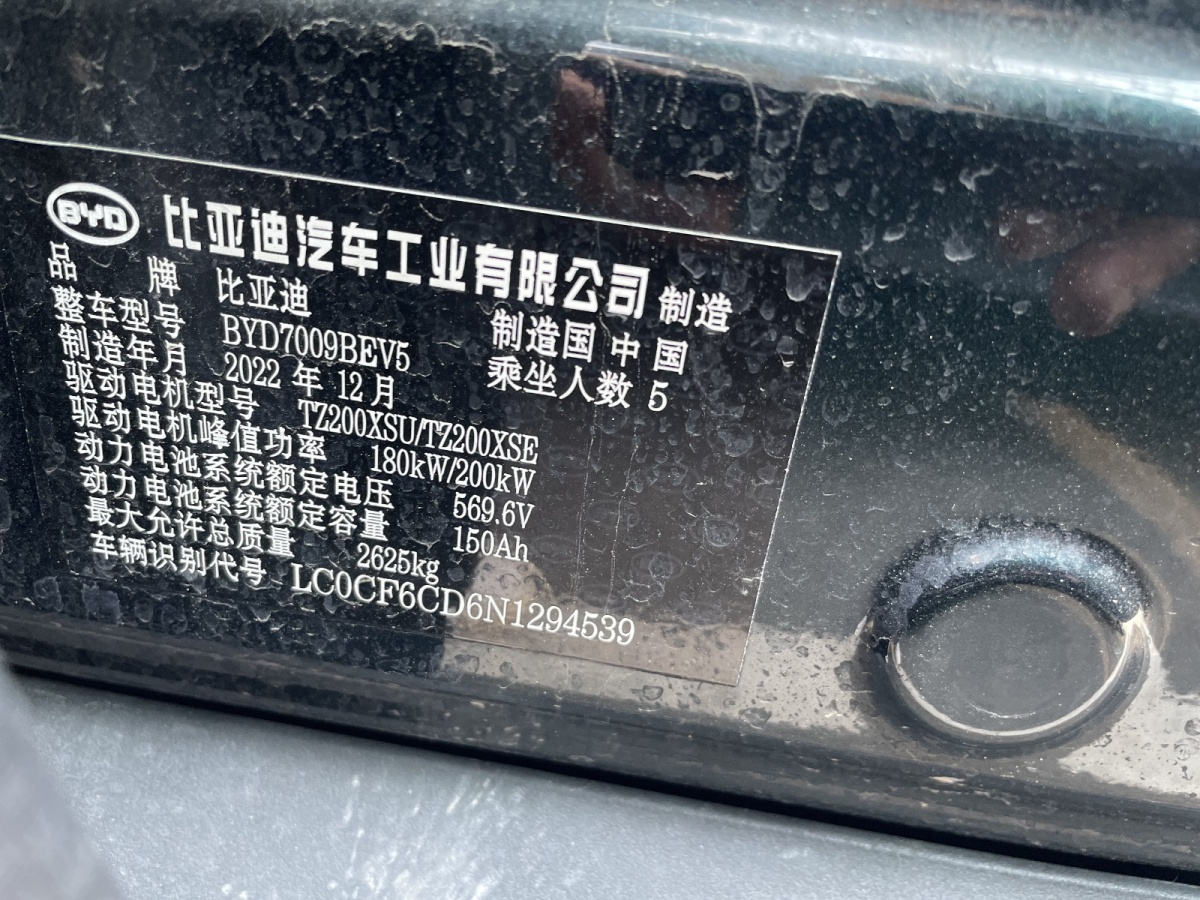 BYD 比亚迪汽车工业有限公司 制造
品牌 比亚迪 制造国 中国
整车型号 BYD7009BEV5 乘坐人数 5
制造年月 2022 年 12 月
驱动电机型号 TZ200XSU/TZ200XSE
驱动电机峰值功率 180kW/200kW
动力电池系统额定电压 569.6V
动力电池系统额定容量 150Ah
最大允许总质量 2625kg
车辆识别代号 LC0CF6CD6N1294539